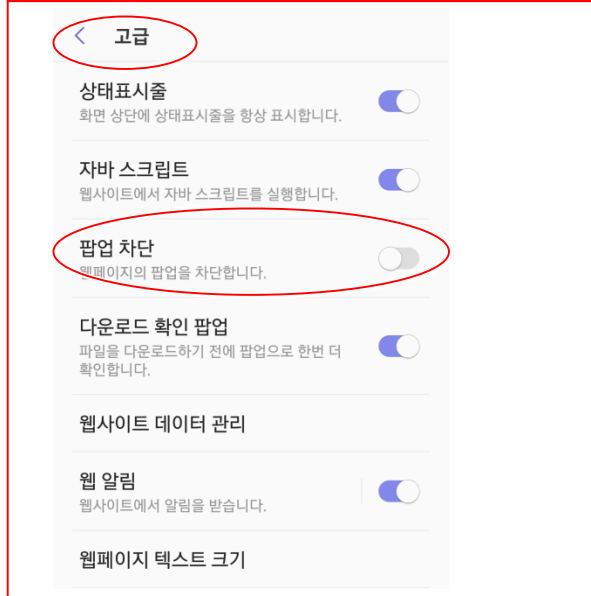 고급
상태표시줄
화면 상단에 상태표시줄을 항상 표시합니다.
자바 스크립트
웹사이트에서 자바 스크립트를 실행합니다.
팝업 차단
웹페이지의 팝업을 차단합니다.
다운로드 확인 팝업
파일을 다운로드하기 전에 팝업으로 한번 더
확인합니다.
웹사이트 데이터 관리
웹 알림
웹사이트에서 알림을 받습니다.
웹페이지 텍스트 크기